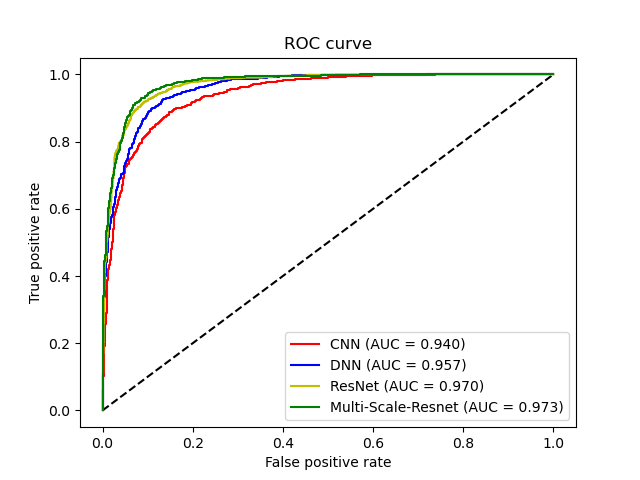 ROC curve
True positive rate
1.0
0.8
0.6
0.4
0.2
0.0
CNN (AUC = 0.940)
DNN (AUC = 0.957)
ResNet (AUC = 0.970)
Multi-Scale-Resnet (AUC = 0.973)
0.0 0.2 0.4 0.6 0.8 1.0
False positive rate